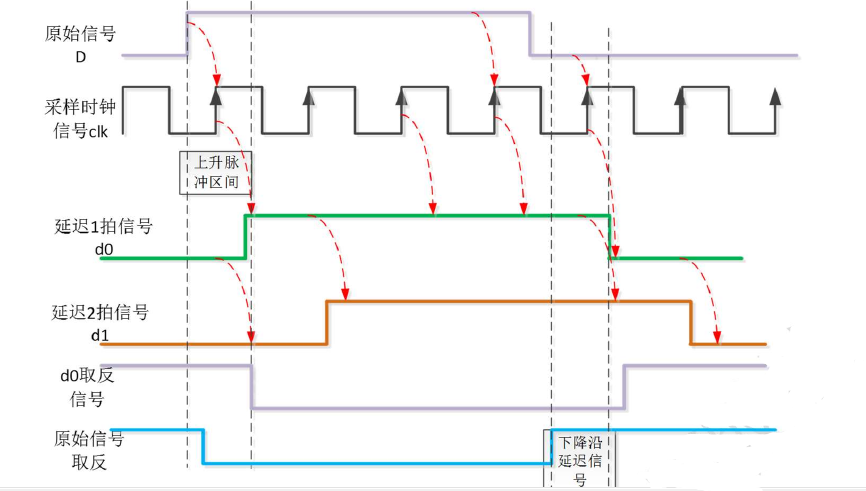 原始信号
D
采样时钟
信号clk
上升脉
冲区间
延迟1拍信号
d0
延迟2拍信号
d1
d0取反
信号
原始信号
取反
下降沿
延迟信
号